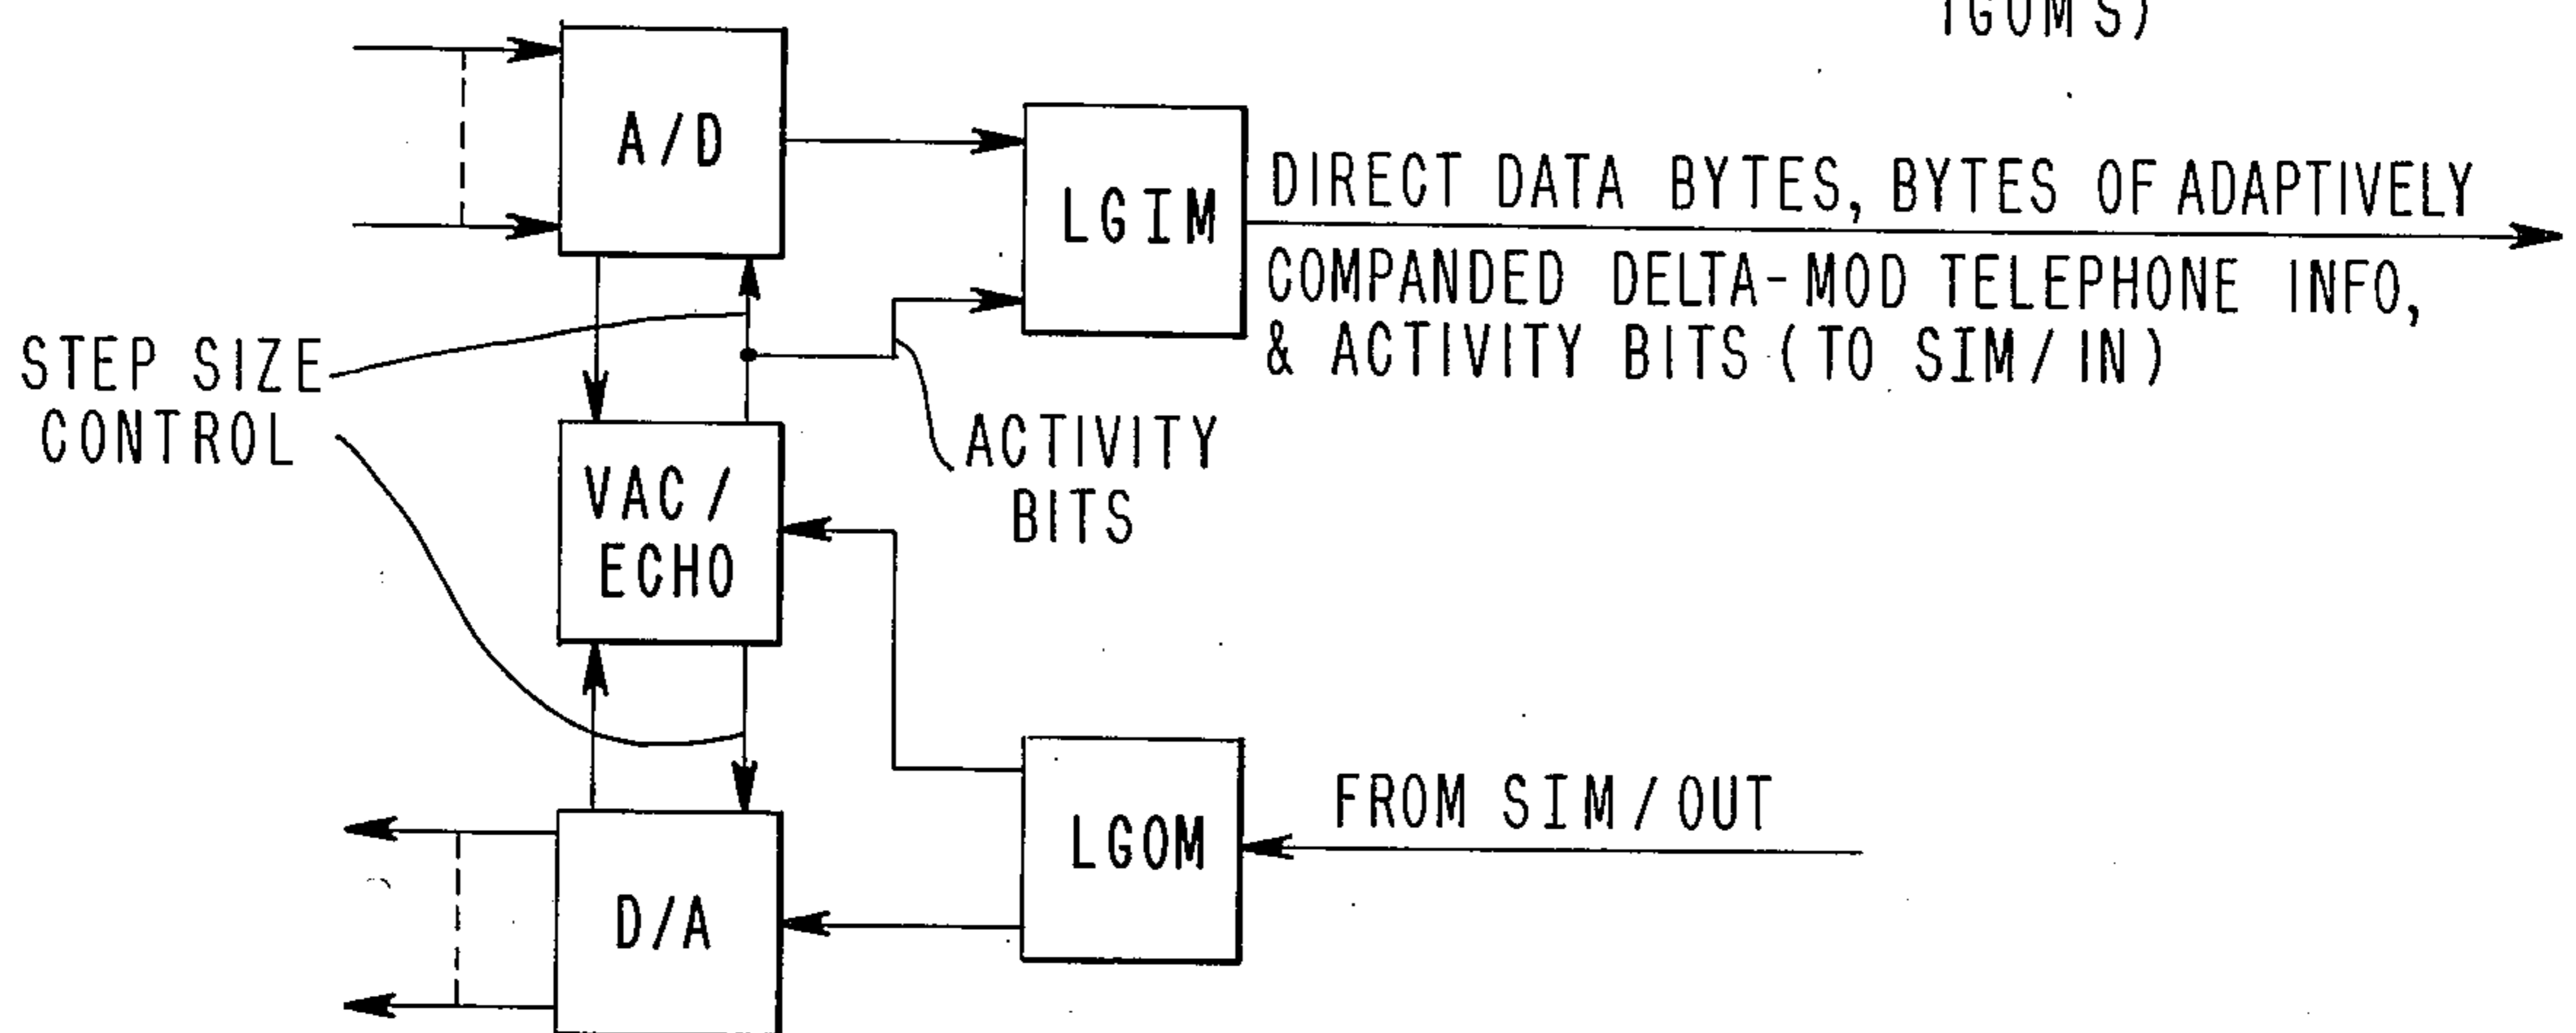 IGOM'S)
A/D
LGIM
DIRECT DATA BYTES, BYTES OF ADAPTIVELY
COMPANDED DELTA-MOD TELEPHONE INFO,
& ACTIVITY BITS (TO SIM/IN)
STEP SIZE
CONTROL
ACTIVITY
BITS
VAC/
ECHO
LGOM
FROM SIM/OUT
D/A